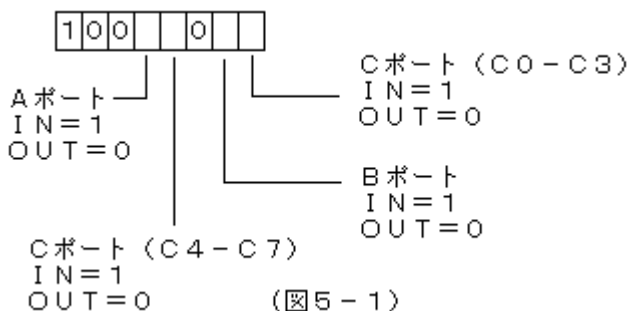 １００ ０
Ａポート
ＩＮ＝１
ＯＵＴ＝０
Ｃポート（Ｃ０－Ｃ３）
ＩＮ＝１
ＯＵＴ＝０
Ｂポート
ＩＮ＝１
ＯＵＴ＝０
Ｃポート（Ｃ４－Ｃ７）
ＩＮ＝１
ＯＵＴ＝０
（図５－１）